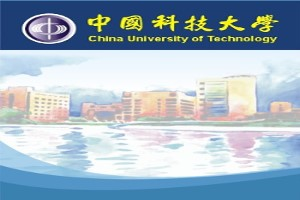 中國科技大學
China University of Technology